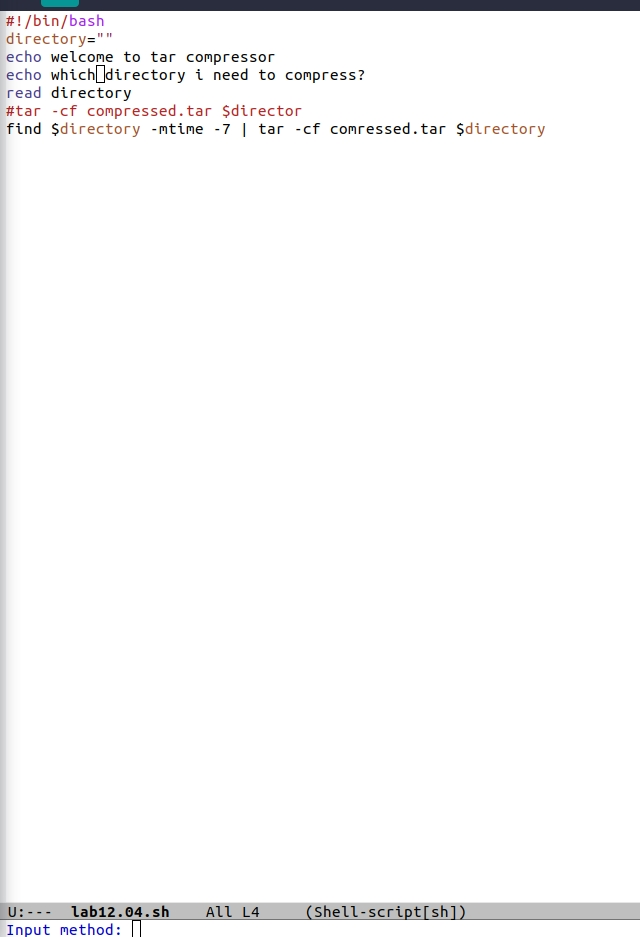 #!/bin/bash
directory=""
echo welcome to tar compressor
echo which directory i need to compress?
read directory
#tar -cf compressed.tar $director
find $directory -mtime -7 | tar -cf comressed.tar $directory
U:--- lab12.04.sh All L4 (Shell-script[sh])
Input method: